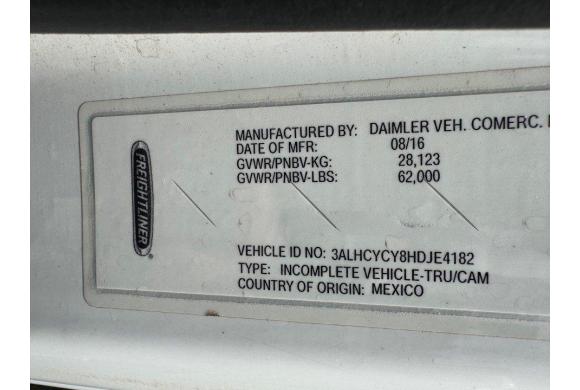 FREIGHTLINER
MANUFACTURED BY: DAIMLER VEH. COMERC.
DATE OF MFR: 08/16
GVWR/PNBV-KG: 28,123
GVWR/PNBV-LBS: 62,000
VEHICLE ID NO: 3ALHCYCY8HDJE4182
TYPE: INCOMPLETE VEHICLE-TRU/CAM
COUNTRY OF ORIGIN: MEXICO